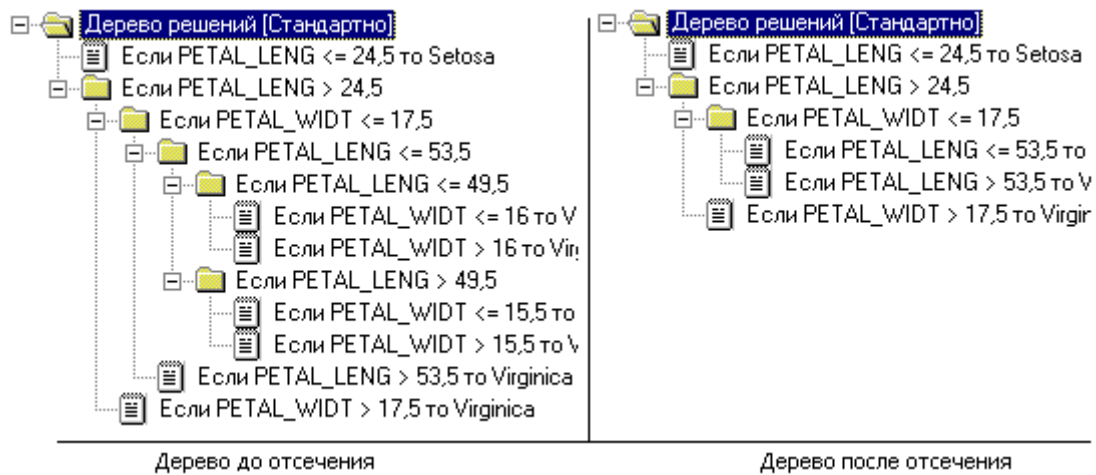 Дерево решений [Стандартно]
Если PETAL_LENG <= 24,5 то Setosa
Если PETAL_LENG > 24,5
Если PETAL_WIDT <= 17,5
Если PETAL_LENG <= 53,5
Если PETAL_LENG <= 49,5
Если PETAL_WIDT <= 16 то V
Если PETAL_WIDT > 16 то Vir
Если PETAL_LENG > 49,5
Если PETAL_WIDT <= 15,5 то
Если PETAL_WIDT > 15,5 то V
Если PETAL_LENG > 53,5 то Virginica
Если PETAL_WIDT > 17,5 то Virginica
Дерево до отсечения
Дерево решений [Стандартно]
Если PETAL_LENG <= 24,5 то Setosa
Если PETAL_LENG > 24,5
Если PETAL_WIDT <= 17,5
Если PETAL_LENG <= 53,5 то
Если PETAL_LENG > 53,5 то V
Если PETAL_WIDT > 17,5 то Virgir
Дерево после отсечения